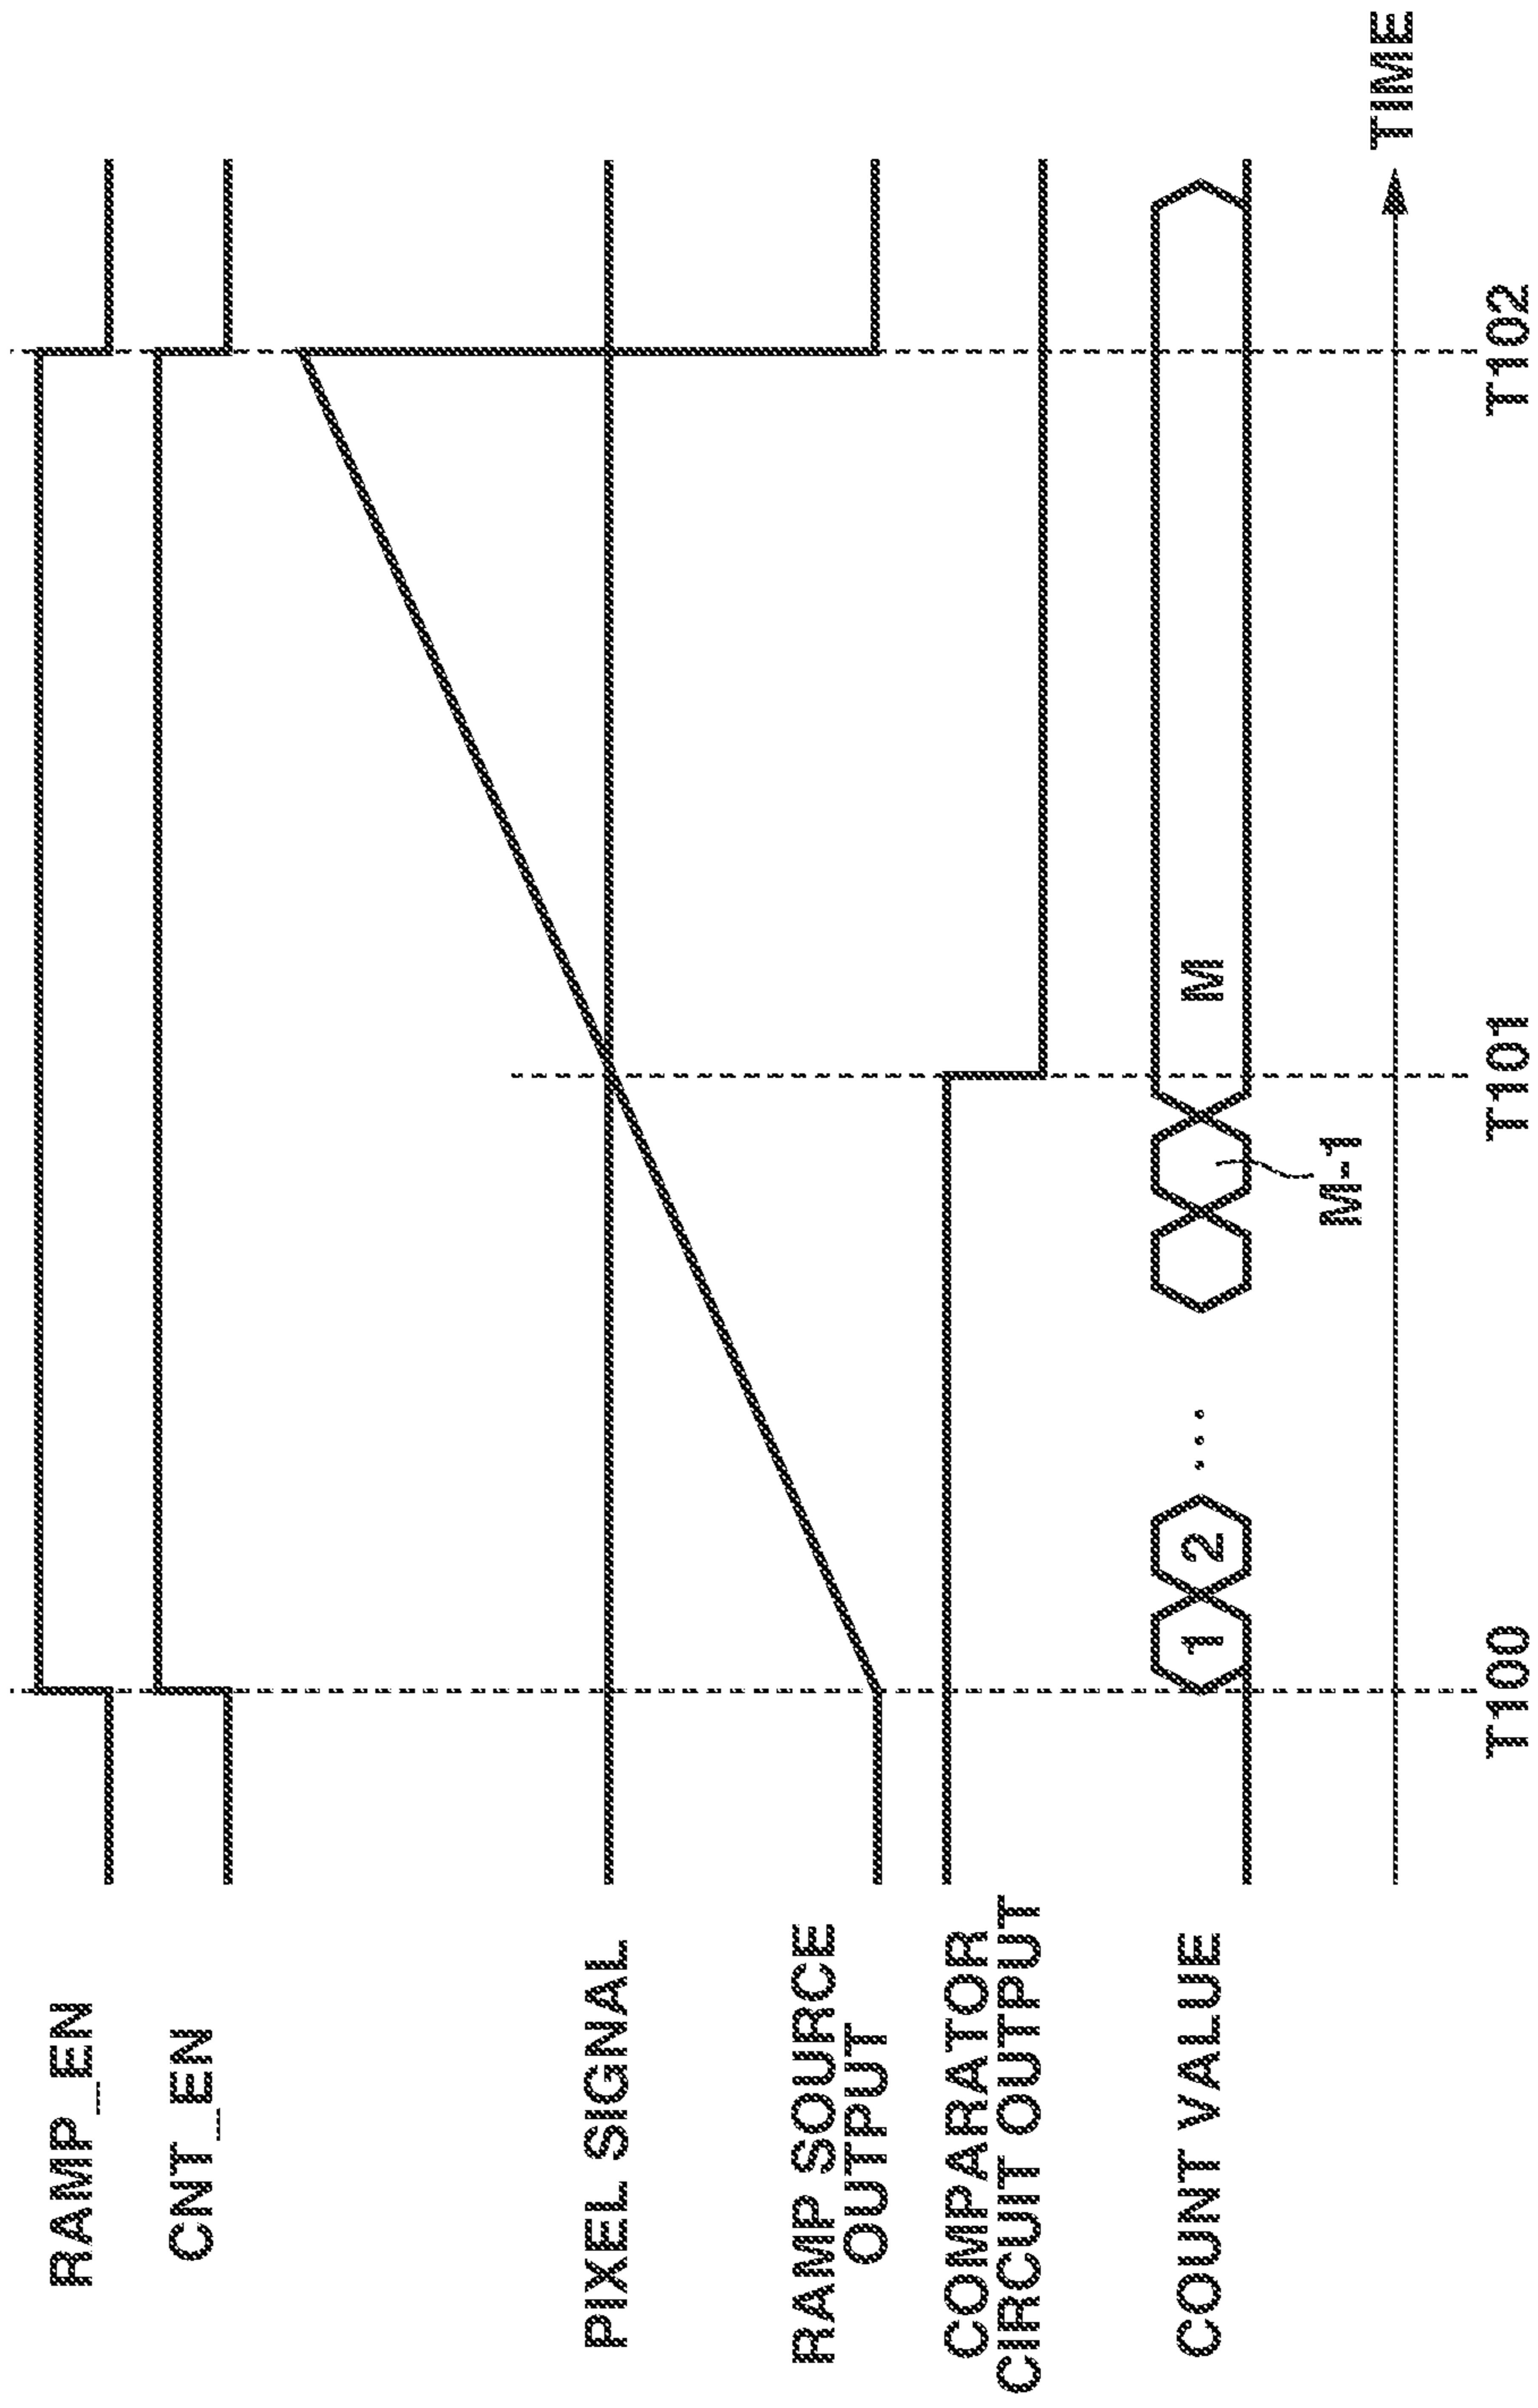 RAMP_EN
CNT_EN
PIXEL SIGNAL
RAMP SOURCE
OUTPUT
COMPARATOR
CIRCUIT OUTPUT
COUNT VALUE
1
2
...
M-1
M
T100
T101
T102
TIME